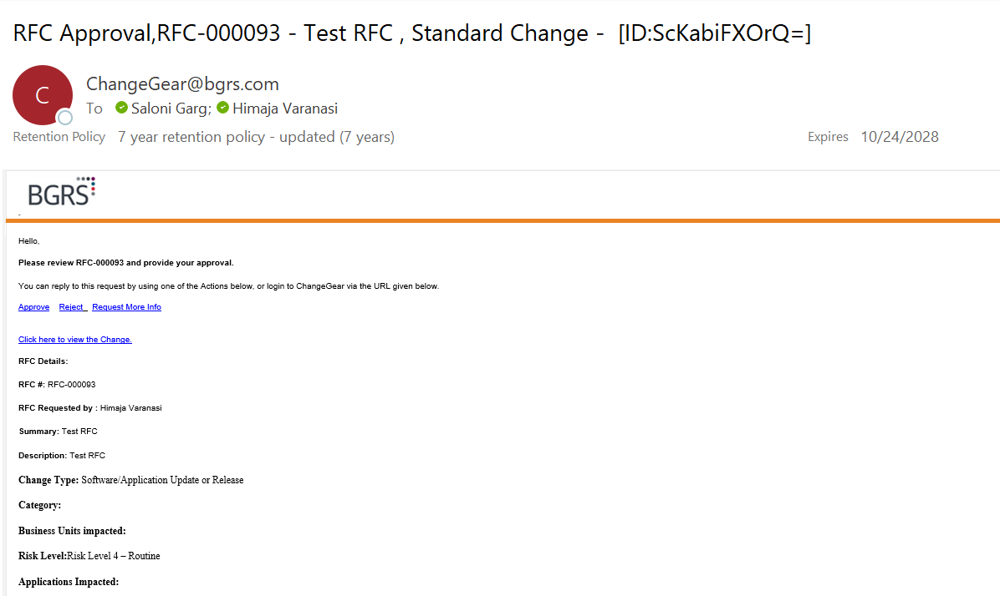 RFC Approval,RFC-000093 - Test RFC , Standard Change -  [ID:ScKabiFXOrQ=]
C
ChangeGear@bgrs.com
To Saloni Garg; Himaja Varanasi
Retention Policy 7 year retention policy - updated (7 years) Expires 10/24/2028
BGRS
Hello,
Please review RFC-000093 and provide your approval.
You can reply to this request by using one of the Actions below, or login to ChangeGear via the URL given below.
Approve Reject Request More Info
Click here to view the Change.
RFC Details:
RFC #: RFC-000093
RFC Requested by : Himaja Varanasi
Summary: Test RFC
Description: Test RFC
Change Type: Software/Application Update or Release
Category:
Business Units impacted:
Risk Level:Risk Level 4 – Routine
Applications Impacted: